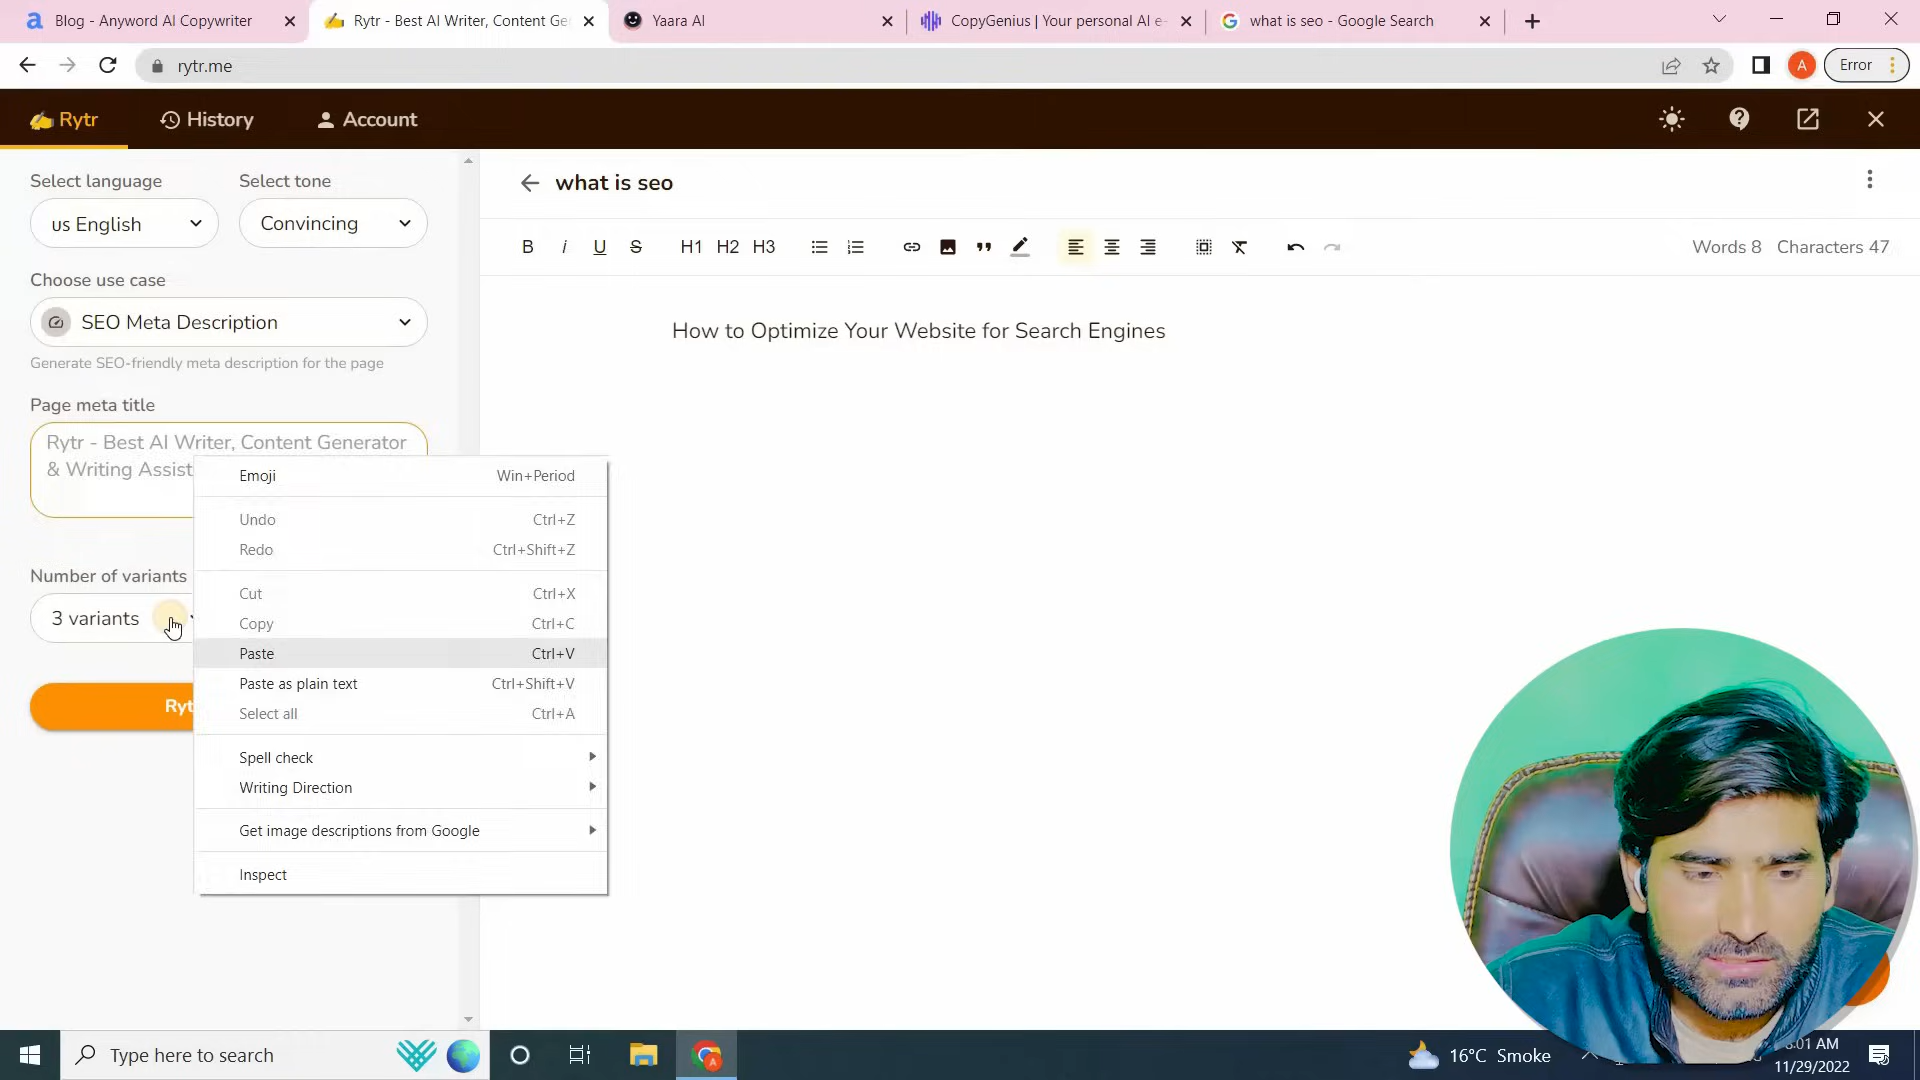 a Blog - Anyword AI Copywriter
Rytr - Best AI Writer, Content Ge
Yaara AI
CopyGenius | Your personal AI e-
what is seo - Google Search
rytr.me
A
Error
Rytr
History
Account
Select language
Select tone
us English
Convincing
Choose use case
SEO Meta Description
Generate SEO-friendly meta description for the page
Page meta title
Rytr - Best AI Writer, Content Generator
& Writing Assist
Number of variants
3 variants
Ryt
Emoji Win+Period
Undo Ctrl+Z
Redo Ctrl+Shift+Z
Cut Ctrl+X
Copy Ctrl+C
Paste Ctrl+V
Paste as plain text Ctrl+Shift+V
Select all Ctrl+A
Spell check
Writing Direction
Get image descriptions from Google
Inspect
what is seo
B i U S H1 H2 H3
Words 8 Characters 47
How to Optimize Your Website for Search Engines
Type here to search
16°C Smoke
:01 AM
11/29/2022